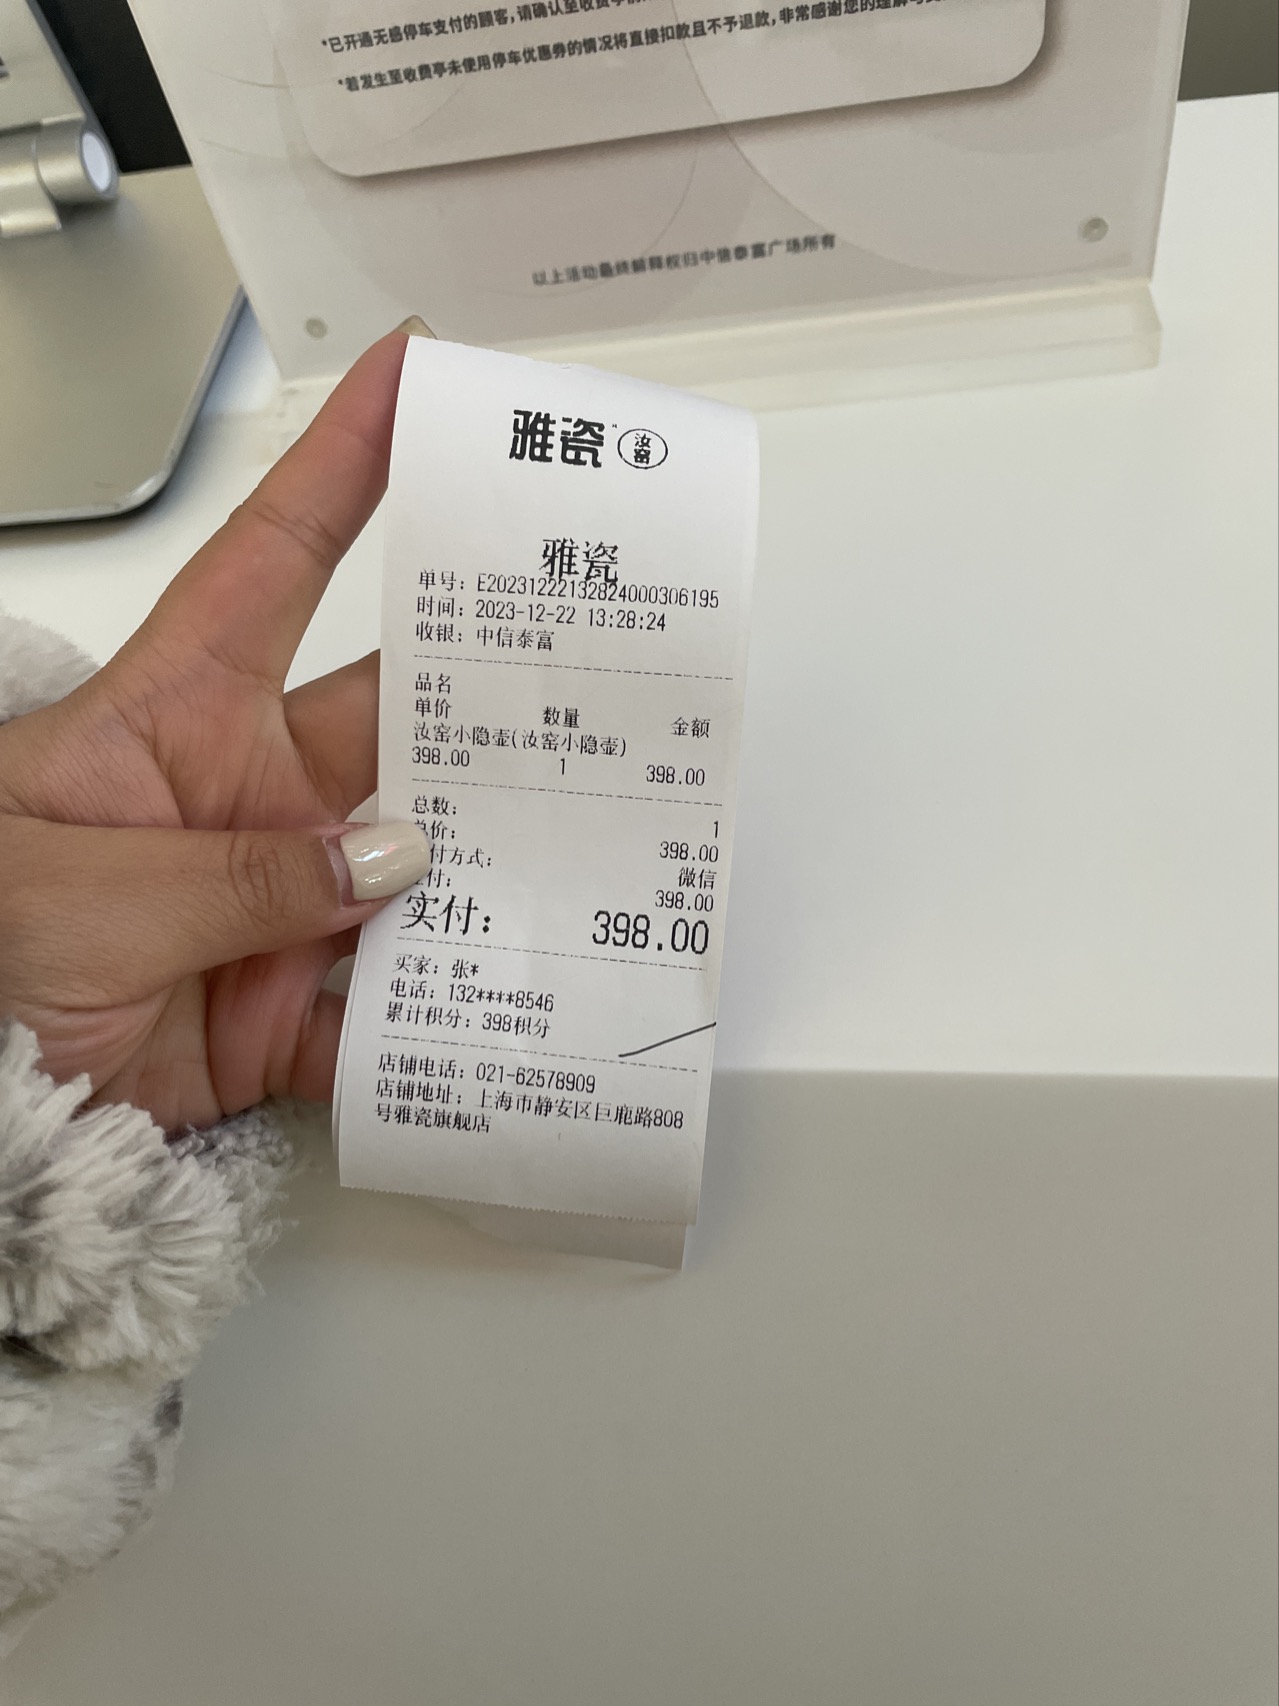 *已开通无感停车支付的顾客,请确认至收费亭
*若发生至收费亭未使用停车优惠券的情况将直接扣款且不予退款,非常感谢您的理解与
以上活动最终解释权归中信泰富广场所有
雅瓷 汝窑
雅瓷
单号: E20231222132824000306195
时间: 2023-12-22 13:28:24
收银: 中信泰富
品名
单价 数量 金额
汝窑小隐壶(汝窑小隐壶)
398.00 1 398.00
总数: 1
价: 398.00
付方式: 微信
付: 398.00
实付: 398.00
买家: 张*
电话: 132****8546
累计积分: 398积分
店铺电话: 021-62578909
店铺地址: 上海市静安区巨鹿路808
号雅瓷旗舰店